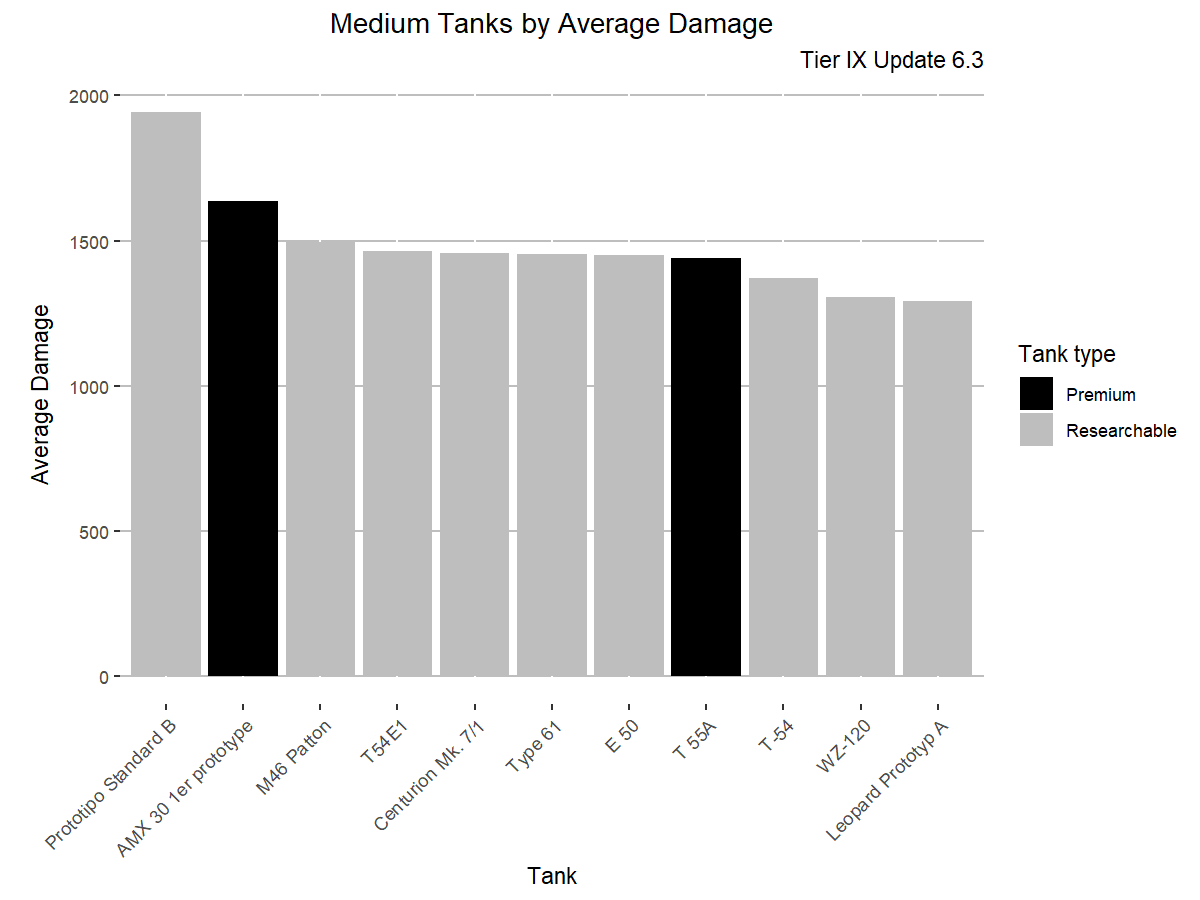 Medium Tanks by Average Damage
Tier IX Update 6.3
Average Damage
2000
1500
1000
500
0
Prototipo Standard B
AMX 30 1er prototype
M46 Patton
T54E1
Centurion Mk. 7/1
Type 61
E 50
T 55A
T-54
WZ-120
Leopard Prototyp A
Tank
Tank type
Premium
Researchable